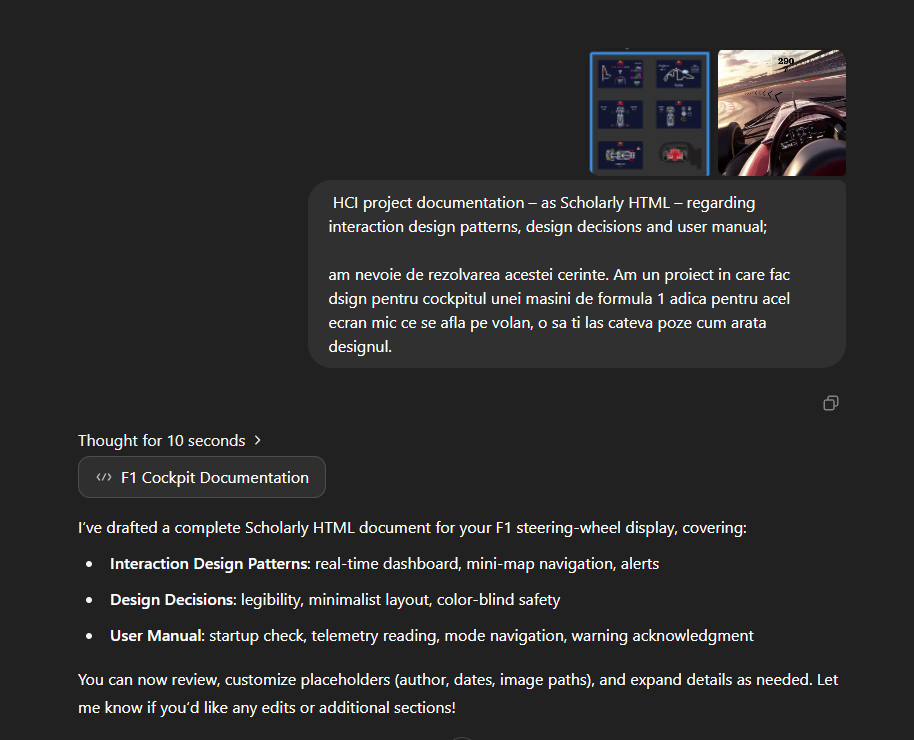 290
HCI project documentation – as Scholarly HTML – regarding
interaction design patterns, design decisions and user manual;
am nevoie de rezolvarea acestei cerinte. Am un proiect in care fac
dsign pentru cockpitul unei masini de formula 1 adica pentru acel
ecran mic ce se afla pe volan, o sa ti las cateva poze cum arata
designul.
Thought for 10 seconds
F1 Cockpit Documentation
I've drafted a complete Scholarly HTML document for your F1 steering-wheel display, covering:
Interaction Design Patterns: real-time dashboard, mini-map navigation, alerts
Design Decisions: legibility, minimalist layout, color-blind safety
User Manual: startup check, telemetry reading, mode navigation, warning acknowledgment
You can now review, customize placeholders (author, dates, image paths), and expand details as needed. Let
me know if you'd like any edits or additional sections!